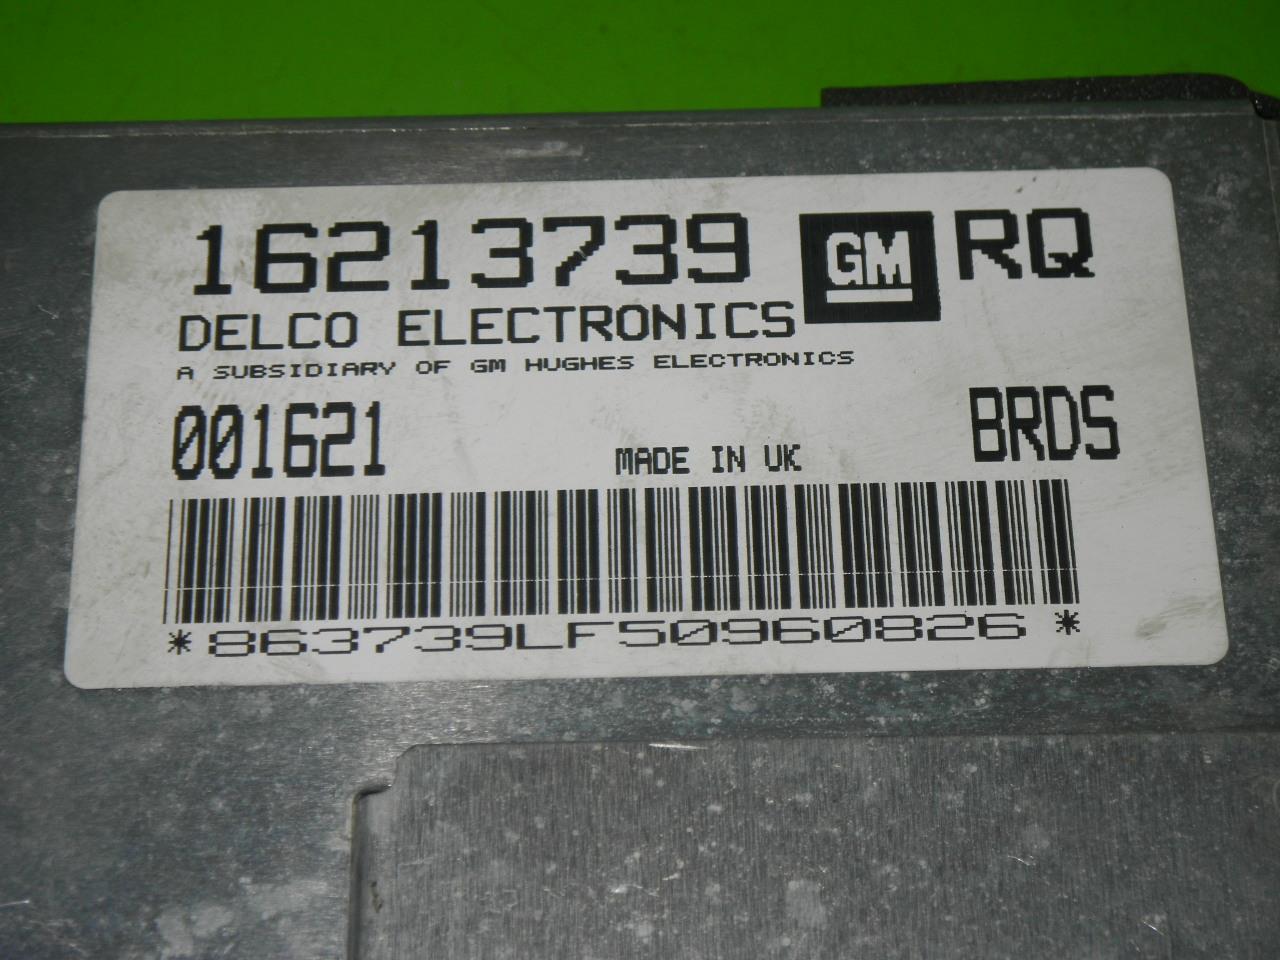 16213739 GM RQ
DELCO ELECTRONICS
A SUBSIDIARY OF GM HUGHES ELECTRONICS
001621 BRDS
MADE IN UK
*863739LF50960826*